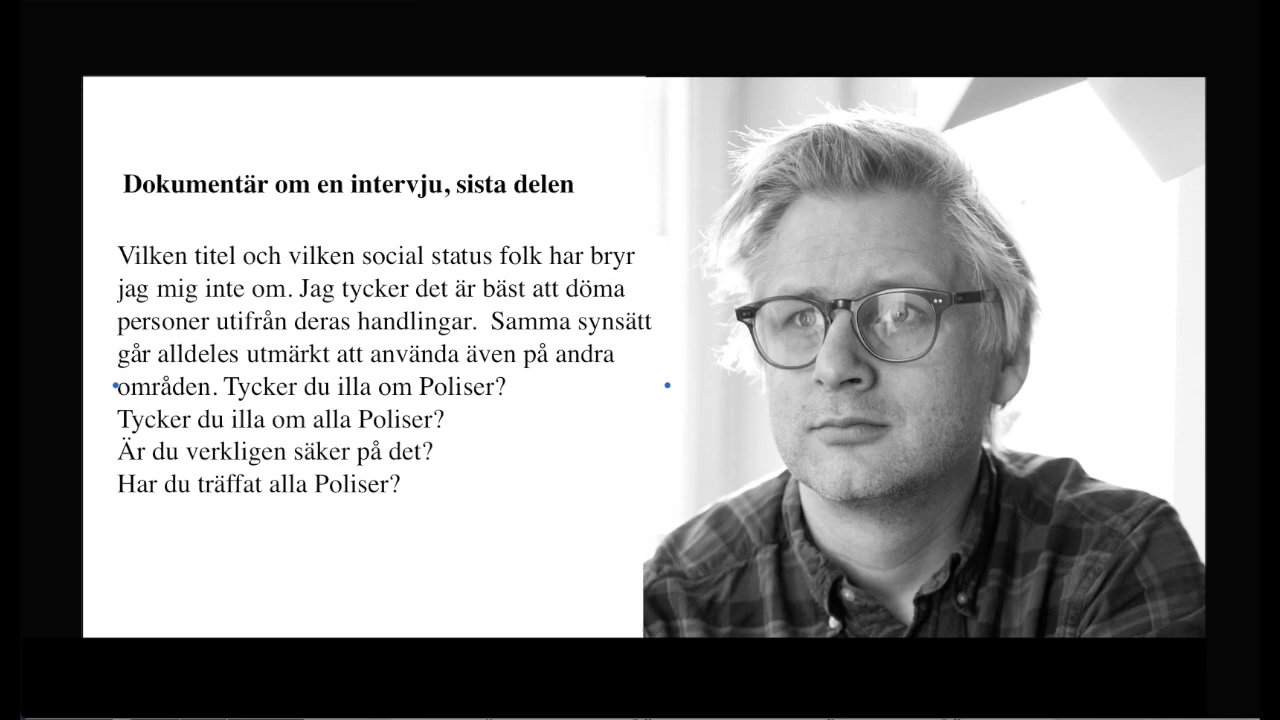 Dokumentär om en intervju, sista delen
Vilken titel och vilken social status folk har bryr
jag mig inte om. Jag tycker det är bäst att döma
personer utifrån deras handlingar.  Samma synsätt
går alldeles utmärkt att använda även på andra
områden. Tycker du illa om Poliser?
Tycker du illa om alla Poliser?
Är du verkligen säker på det?
Har du träffat alla Poliser?